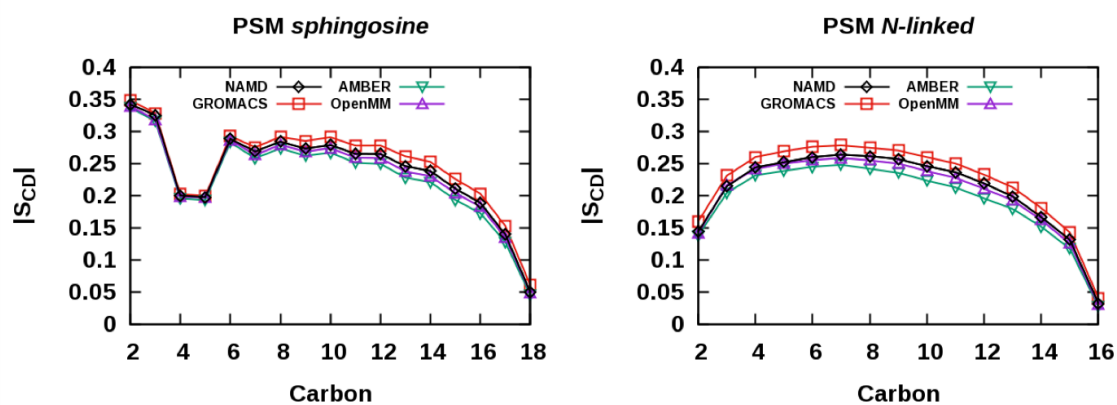 PSM sphingosine
NAMD AMBER
GROMACS OpenMM
|SCD|
0.4
0.35
0.3
0.25
0.2
0.15
0.1
0.05
0
2 4 6 8 10 12 14 16 18
Carbon
PSM N-linked
NAMD AMBER
GROMACS OpenMM
|SCD|
0.4
0.35
0.3
0.25
0.2
0.15
0.1
0.05
0
2 4 6 8 10 12 14 16
Carbon